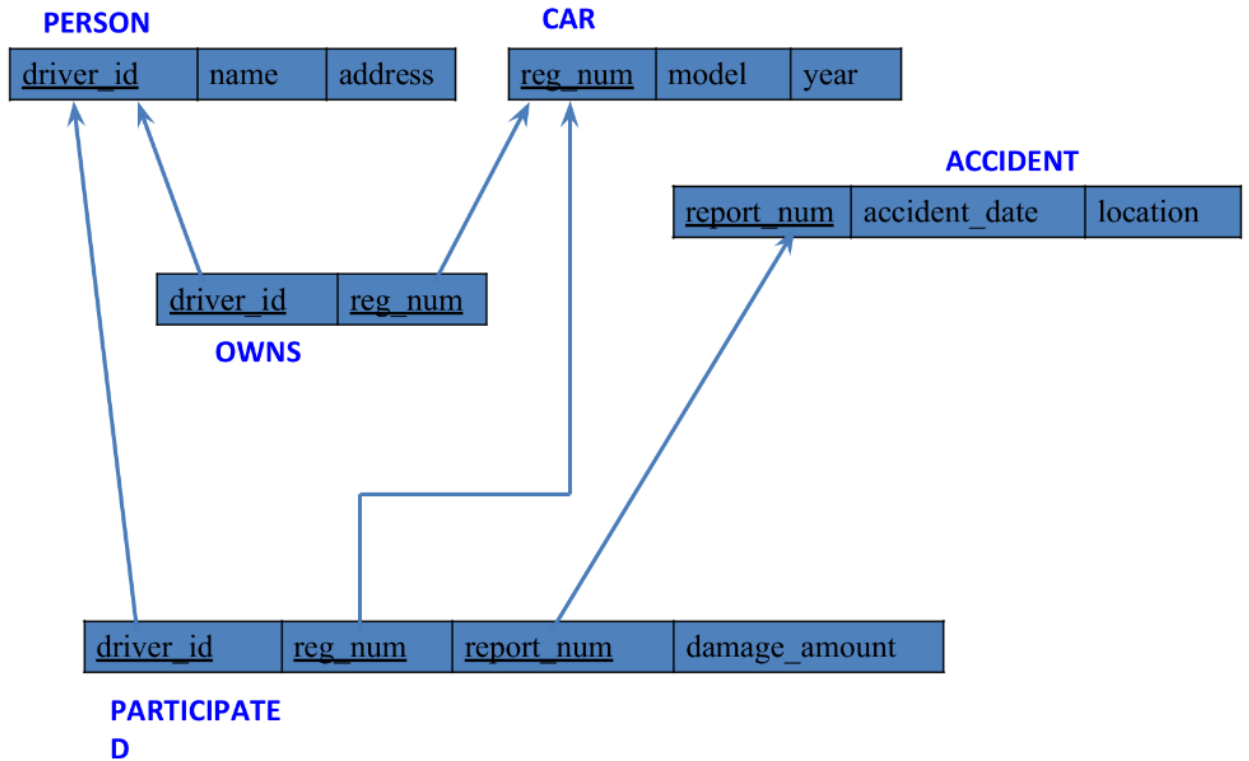 PERSON
CAR
driver_id name address
reg_num model year
ACCIDENT
report_num accident_date location
driver_id reg_num
OWNS
driver_id reg_num report_num damage_amount
PARTICIPATE
D